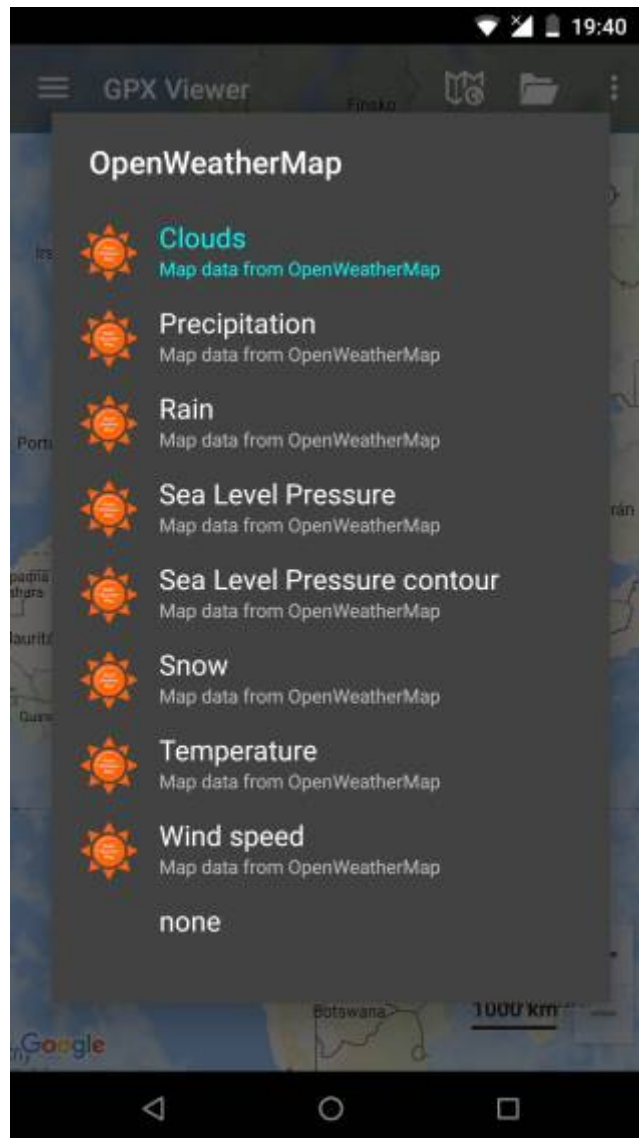 19:40
GPX Viewer
Finsko
OpenWeatherMap
Clouds
Map data from OpenWeatherMap
Precipitation
Map data from OpenWeatherMap
Rain
Map data from OpenWeatherMap
Sea Level Pressure
Map data from OpenWeatherMap
Sea Level Pressure contour
Map data from OpenWeatherMap
Snow
Map data from OpenWeatherMap
Temperature
Map data from OpenWeatherMap
Wind speed
Map data from OpenWeatherMap
none
Botswana
1000 km
Google